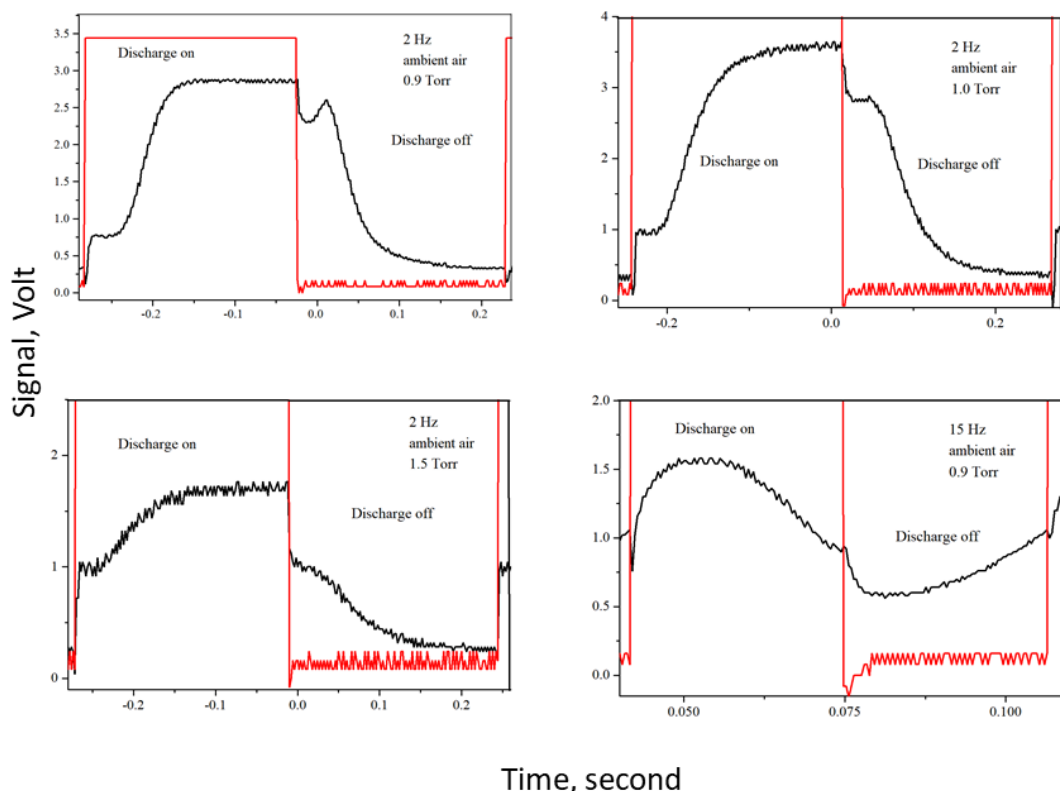 Signal, Volt
3.5
3.0
2.5
2.0
1.5
1.0
0.5
0.0
Discharge on
2 Hz
ambient air
0.9 Torr
Discharge off
-0.2
-0.1
0.0
0.1
0.2
4
3
2
1
0
2 Hz
ambient air
1.0 Torr
Discharge on
Discharge off
-0.2
0.0
0.2
2
1
0
Discharge on
2 Hz
ambient air
1.5 Torr
Discharge off
-0.2
-0.1
0.0
0.1
0.2
2.0
1.5
1.0
0.5
0.0
Discharge on
15 Hz
ambient air
0.9 Torr
Discharge off
0.050
0.075
0.100
Time, second